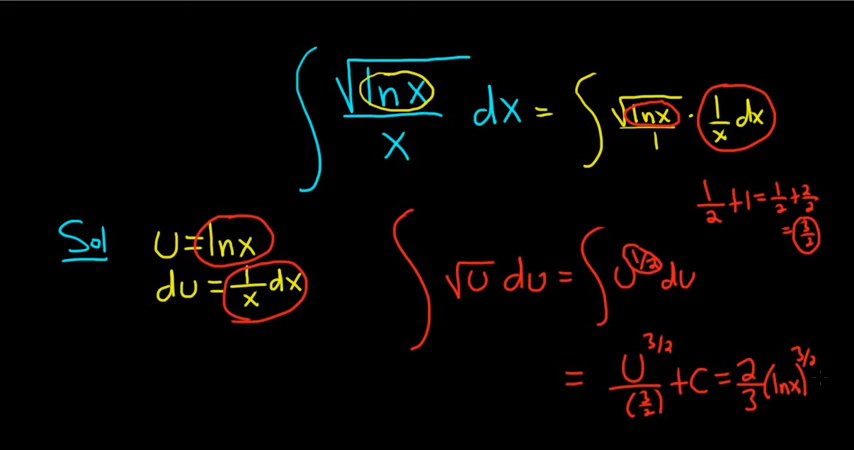 ∫ √(ln x) / x dx = ∫ √(ln x) / 1 · 1/x dx
1/2 + 1 = 1/2 + 2/2
= 3/2
Sol U = ln x
du = 1/x dx
∫ √U du = ∫ U^(1/2) du
= U^(3/2) / (3/2) + C = 2/3 (ln x)^(3/2)